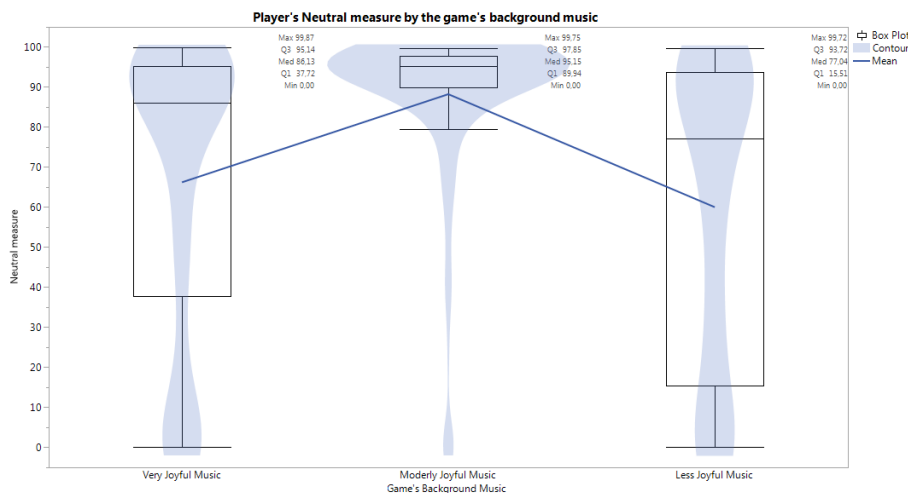 Player's Neutral measure by the game's background music
Max 99,87
Q3 95,14
Med 86,13
Q1 37,72
Min 0,00
Max 99,75
Q3 97,85
Med 95,15
Q1 89,94
Min 0,00
Max 99,72
Q3 93,72
Med 77,04
Q1 15,51
Min 0,00
Box Plot
Contour
Mean
100
90
80
70
60
50
40
30
20
10
0
Neutral measure
Very Joyful Music
Moderly Joyful Music
Less Joyful Music
Game's Background Music